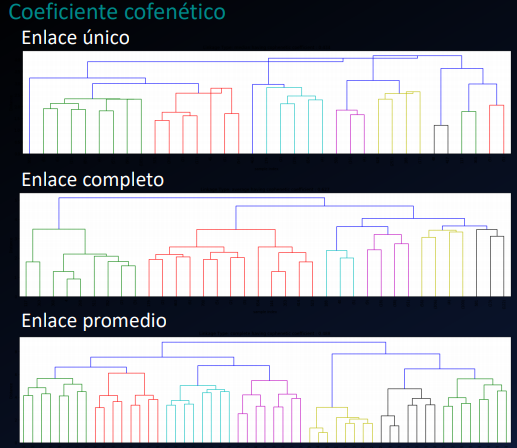 Coeficiente cofenético
Enlace único
Enlace completo
Enlace promedio